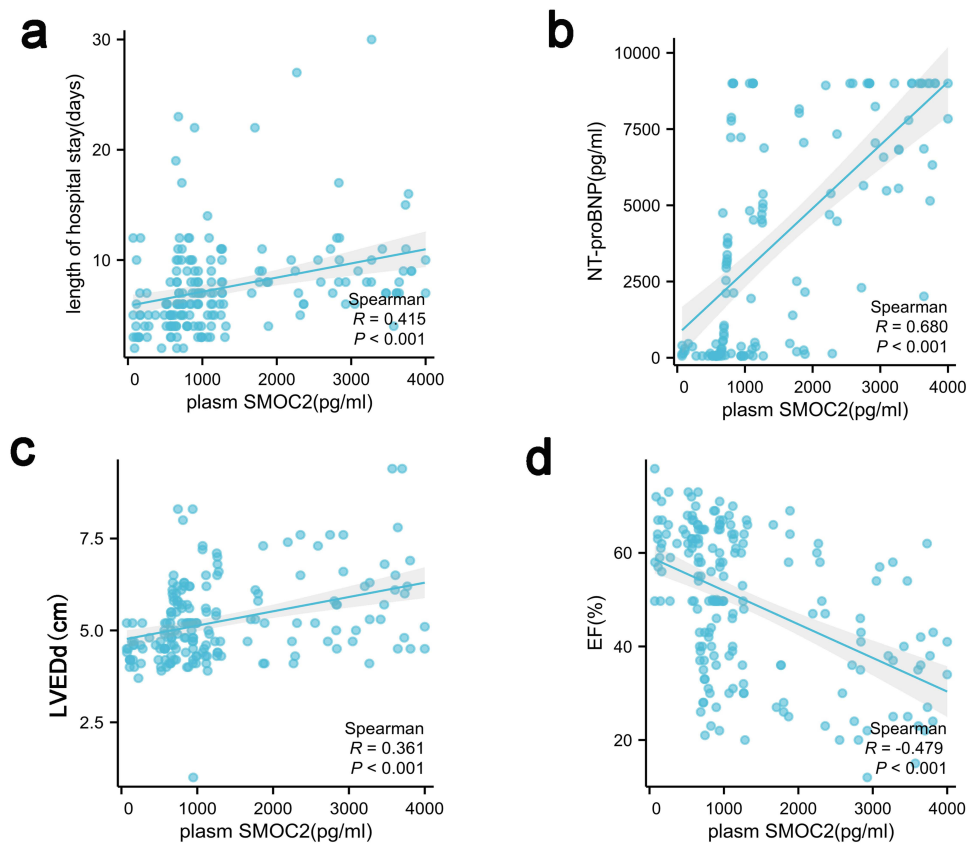 a
length of hospital stay(days)
30
20
10
Spearman
R = 0.415
P < 0.001
0 1000 2000 3000 4000
plasm SMOC2(pg/ml)
b
NT-proBNP(pg/ml)
10000
7500
5000
2500
0
Spearman
R = 0.680
P < 0.001
0 1000 2000 3000 4000
plasm SMOC2(pg/ml)
c
LVEDd (cm)
7.5
5.0
2.5
Spearman
R = 0.361
P < 0.001
0 1000 2000 3000 4000
plasm SMOC2(pg/ml)
d
EF(%)
60
40
20
Spearman
R = -0.479
P < 0.001
0 1000 2000 3000 4000
plasm SMOC2(pg/ml)